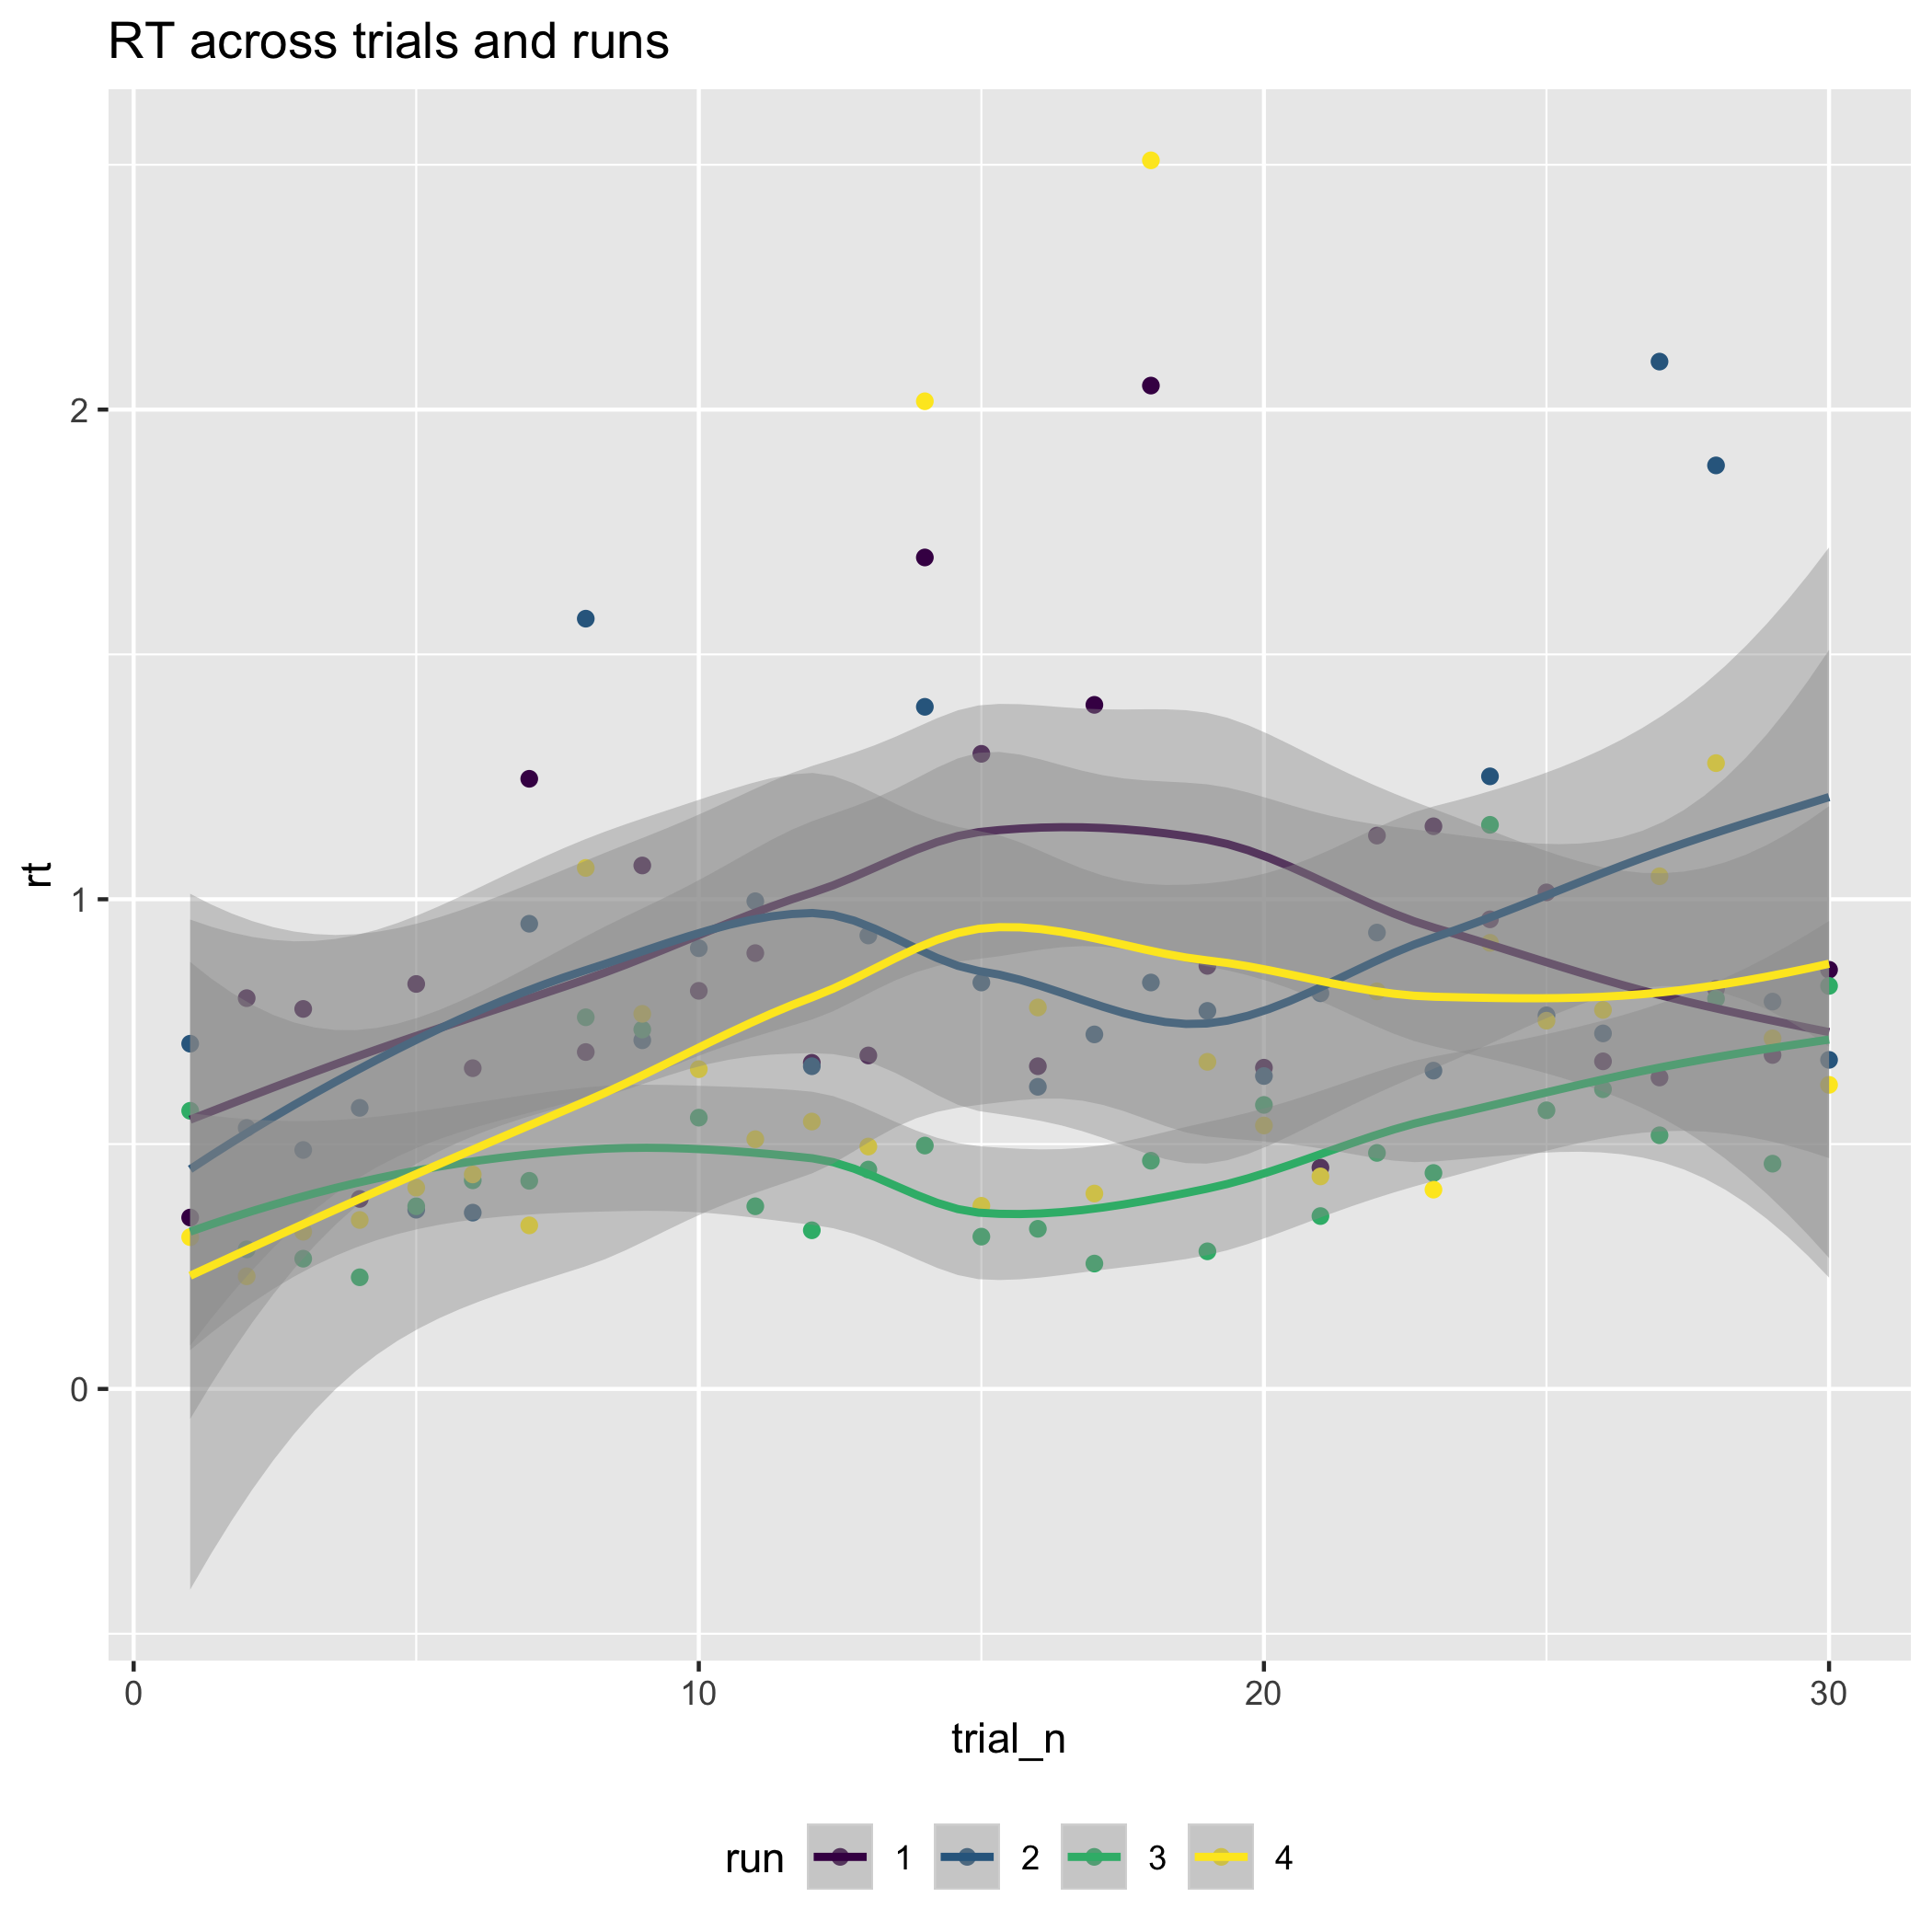 RT across trials and runs
2
1
0
rt
0 10 20 30
trial_n
run 1 2 3 4